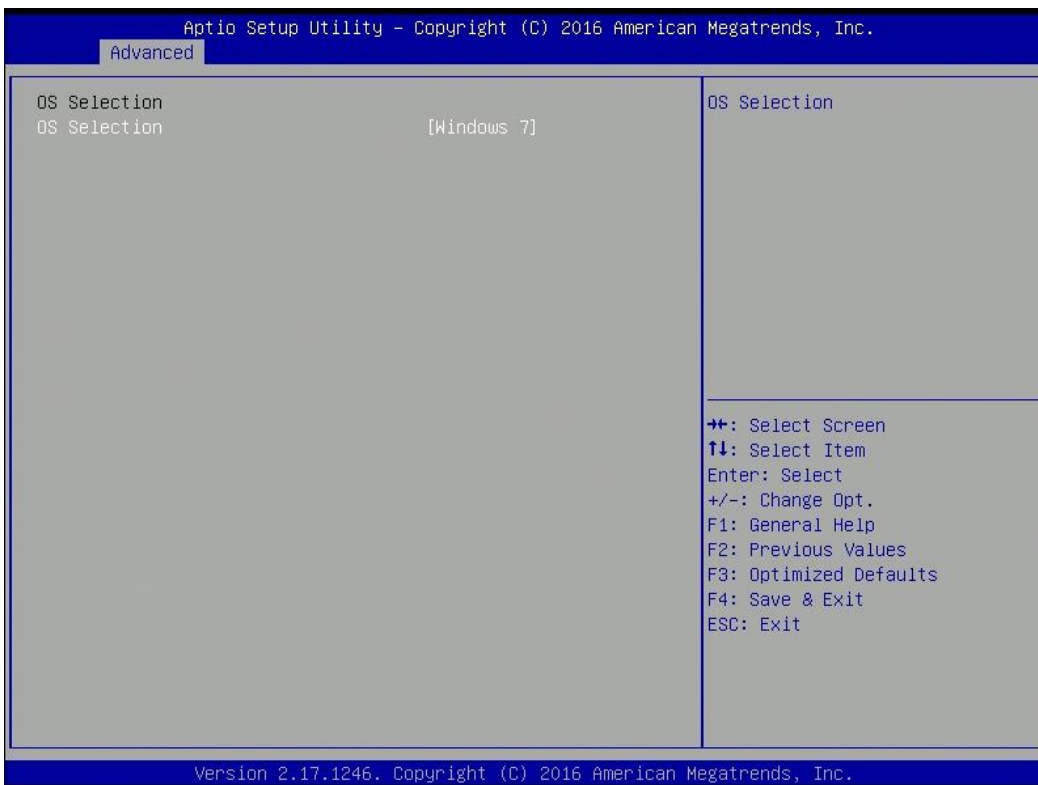 Aptio Setup Utility – Copyright (C) 2016 American Megatrends, Inc.
Advanced
OS Selection
OS Selection [Windows 7]
OS Selection
→←: Select Screen
↑↓: Select Item
Enter: Select
+/-: Change Opt.
F1: General Help
F2: Previous Values
F3: Optimized Defaults
F4: Save & Exit
ESC: Exit
Version 2.17.1246. Copyright (C) 2016 American Megatrends, Inc.